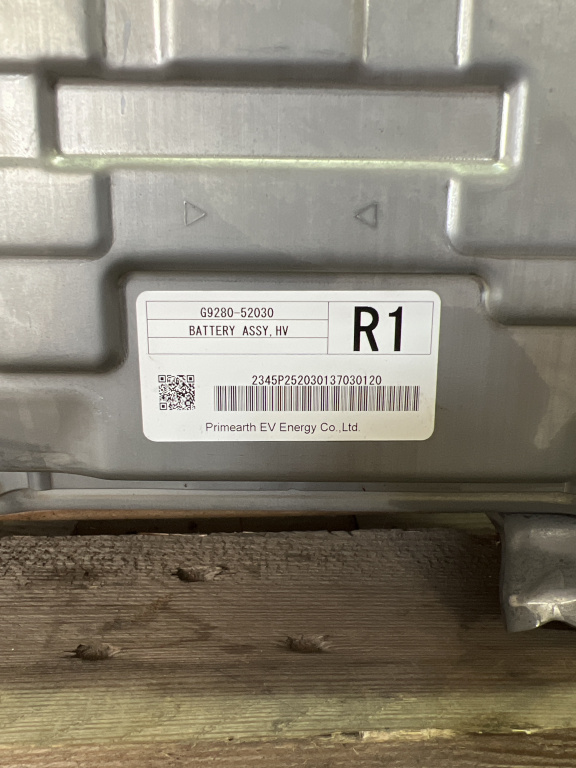 G9280-52030
BATTERY ASSY,HV
R1
2345P252030137030120
Primearth EV Energy Co.,Ltd.